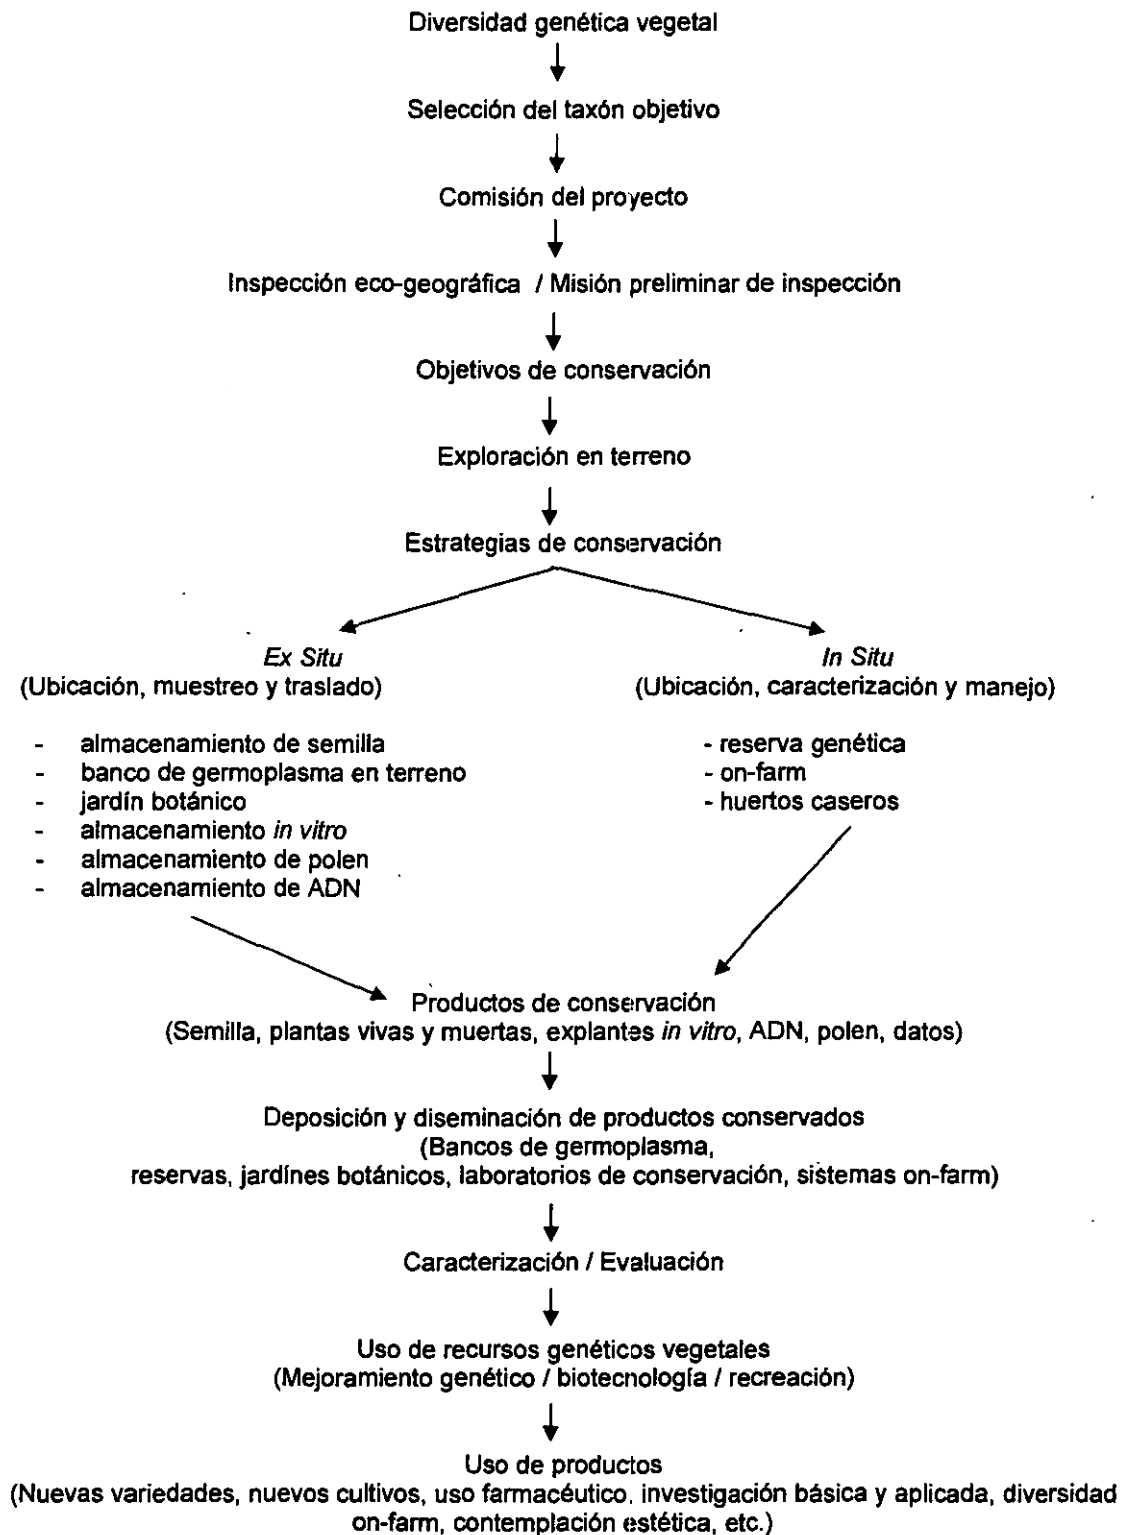 Diversidad genética vegetal
Selección del taxón objetivo
Comisión del proyecto
Inspección eco-geográfica / Misión preliminar de inspección
Objetivos de conservación
Exploración en terreno
Estrategias de conservación
Ex Situ
(Ubicación, muestreo y traslado)
- almacenamiento de semilla
- banco de germoplasma en terreno
- jardín botánico
- almacenamiento in vitro
- almacenamiento de polen
- almacenamiento de ADN
In Situ
(Ubicación, caracterización y manejo)
- reserva genética
- on-farm
- huertos caseros
Productos de conservación
(Semilla, plantas vivas y muertas, explantes in vitro, ADN, polen, datos)
Deposición y diseminación de productos conservados
(Bancos de germoplasma,
reservas, jardínes botánicos, laboratorios de conservación, sistemas on-farm)
Caracterización / Evaluación
Uso de recursos genéticos vegetales
(Mejoramiento genético / biotecnología / recreación)
Uso de productos
(Nuevas variedades, nuevos cultivos, uso farmacéutico, investigación básica y aplicada, diversidad
on-farm, contemplación estética, etc.)